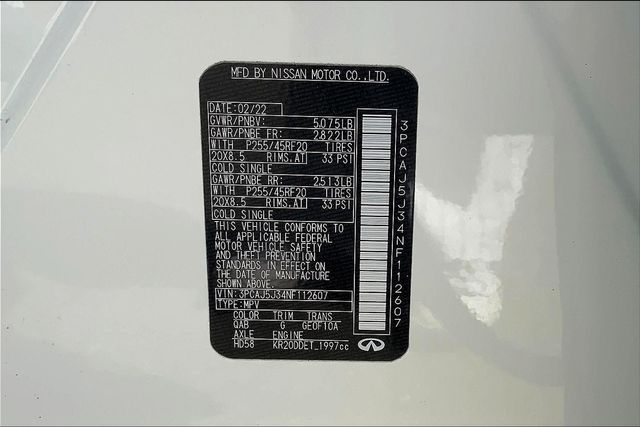 MFD BY NISSAN MOTOR CO.,LTD.
DATE:02/22
GVWR/PNBV: 5075LB
GAWR/PNBE FR: 2822LB
WITH P255/45RF20 TIRES
20X8.5 RIMS.AT 33 PSI
COLD SINGLE
GAWR/PNBE RR: 2513LB
WITH P255/45RF20 TIRES
20X8.5 RIMS.AT 33 PSI
COLD SINGLE
THIS VEHICLE CONFORMS TO
ALL APPLICABLE FEDERAL
MOTOR VEHICLE SAFETY
AND THEFT PREVENTION
STANDARDS IN EFFECT ON
THE DATE OF MANUFACTURE
SHOWN ABOVE.
VIN: 3PCAJ5J34NF112607
TYPE: MPV
COLOR TRIM TRANS
QAB G GE0F10A
AXLE ENGINE
HD58 KR20DDET 1997cc
3PCAJ5J34NF112607